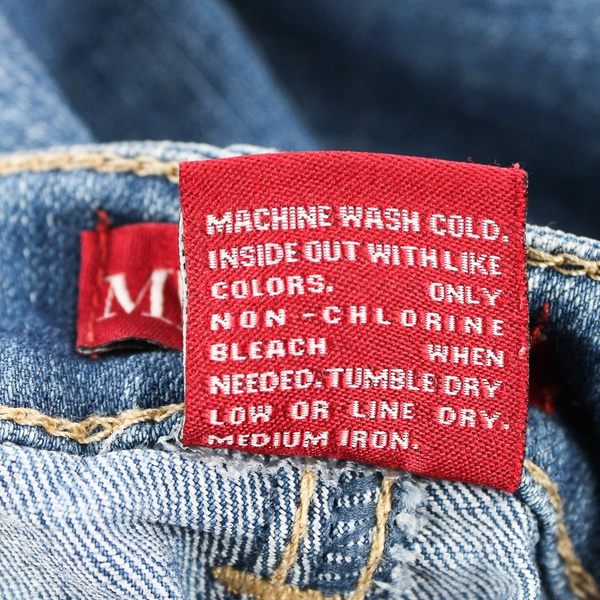 MACHINE WASH COLD.
INSIDE OUT WITH LIKE
COLORS. ONLY
NON-CHLORINE
BLEACH WHEN
NEEDED. TUMBLE DRY
LOW OR LINE DRY.
MEDIUM IRON.